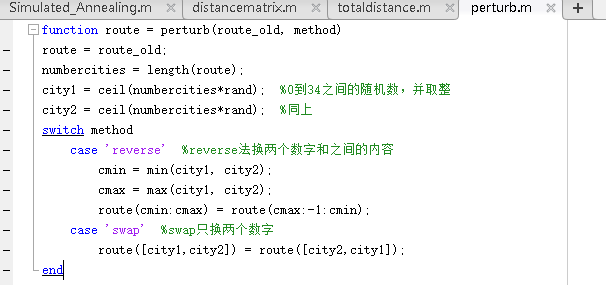 Simulated_Annealing.m distancematrix.m totaldistance.m perturb.m
function route = perturb(route_old, method)
route = route_old;
numbercities = length(route);
city1 = ceil(numbercities*rand); %0到34之间的随机数，并取整
city2 = ceil(numbercities*rand); %同上
switch method
case 'reverse' %reverse法换两个数字和之间的内容
cmin = min(city1, city2);
cmax = max(city1, city2);
route(cmin:cmax) = route(cmax:-1:cmin);
case 'swap' %swap只换两个数字
route([city1,city2]) = route([city2,city1]);
end